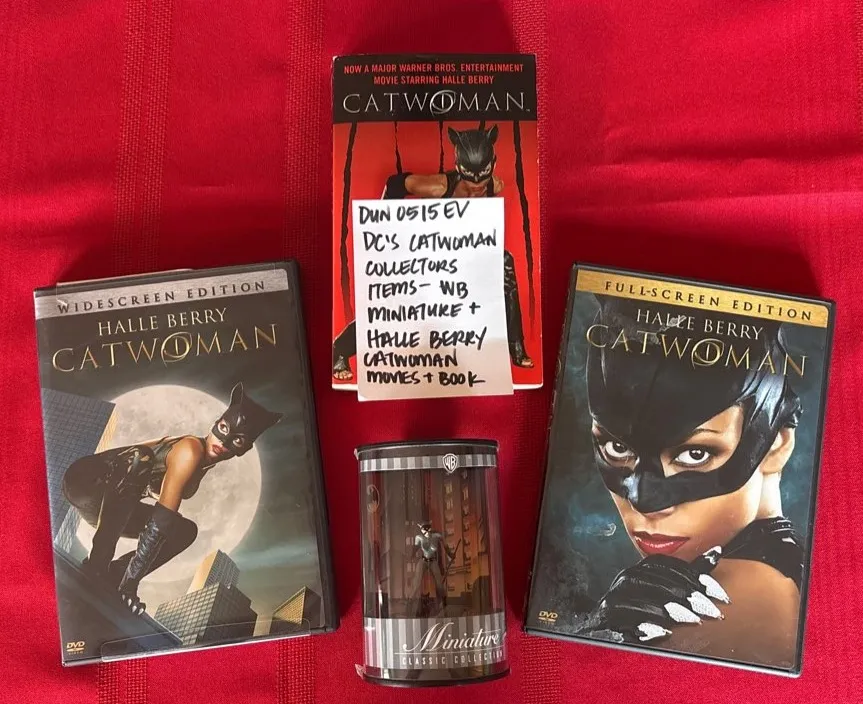 NOW A MAJOR WARNER BROS. ENTERTAINMENT
MOVIE STARRING HALLE BERRY
CATWOMAN
DUN 0515 EV
DC'S CATWOMAN
COLLECTORS
ITEMS- WB
MINIATURE +
HALLE BERRY
CATWOMAN
MOVIES + BOOK
WIDESCREEN EDITION
HALLE BERRY
CATWOMAN
DVD
WB
Miniature
CLASSIC COLLECTION
FULL-SCREEN EDITION
HALLE BERRY
CATWOMAN
DVD